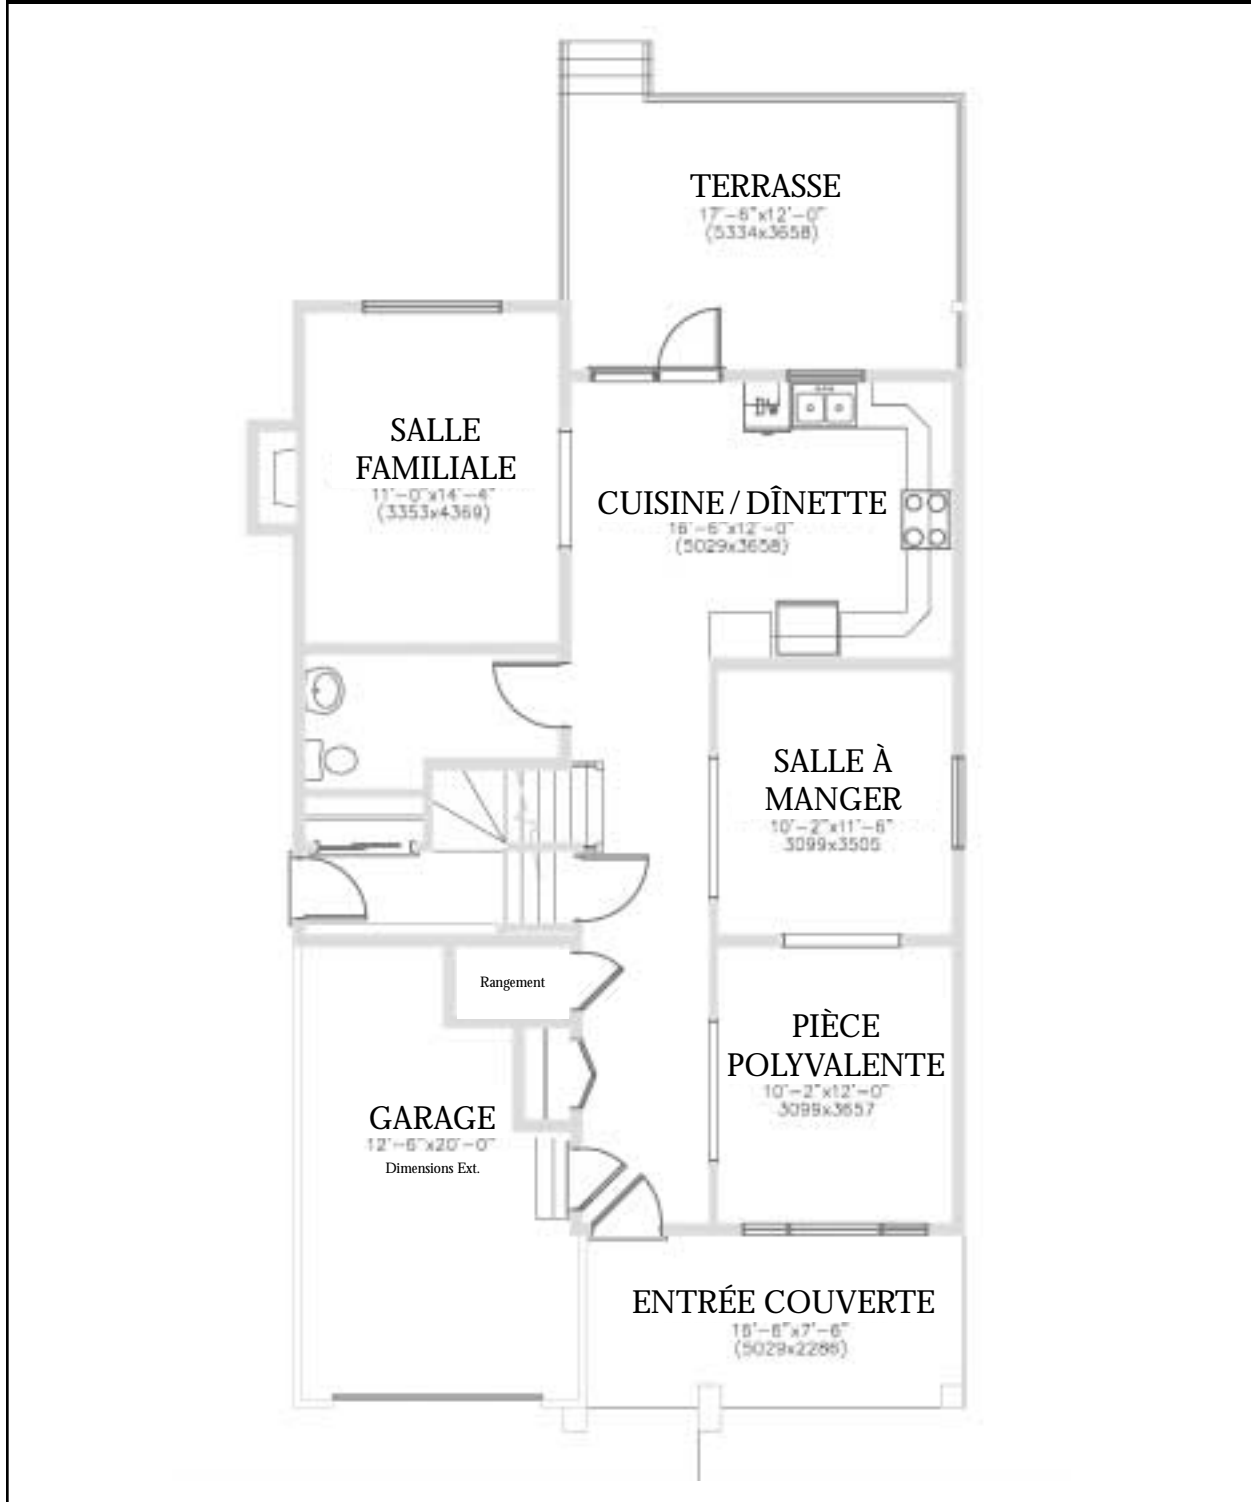 TERRASSE
17'-6"x12'-0"
(5334x3658)
SALLE
FAMILIALE
11'-0"x14'-4"
(3353x4369)
DW
CUISINE / DÎNETTE
16'-6"x12'-0"
(5029x3658)
SALLE À
MANGER
10'-2"x11'-6"
3099x3505
Rangement
PIÈCE
POLYVALENTE
10'-2"x12'-0"
3099x3657
GARAGE
12'-6"x20'-0"
Dimensions Ext.
ENTRÉE COUVERTE
16'-6"x7'-6"
(5029x2286)